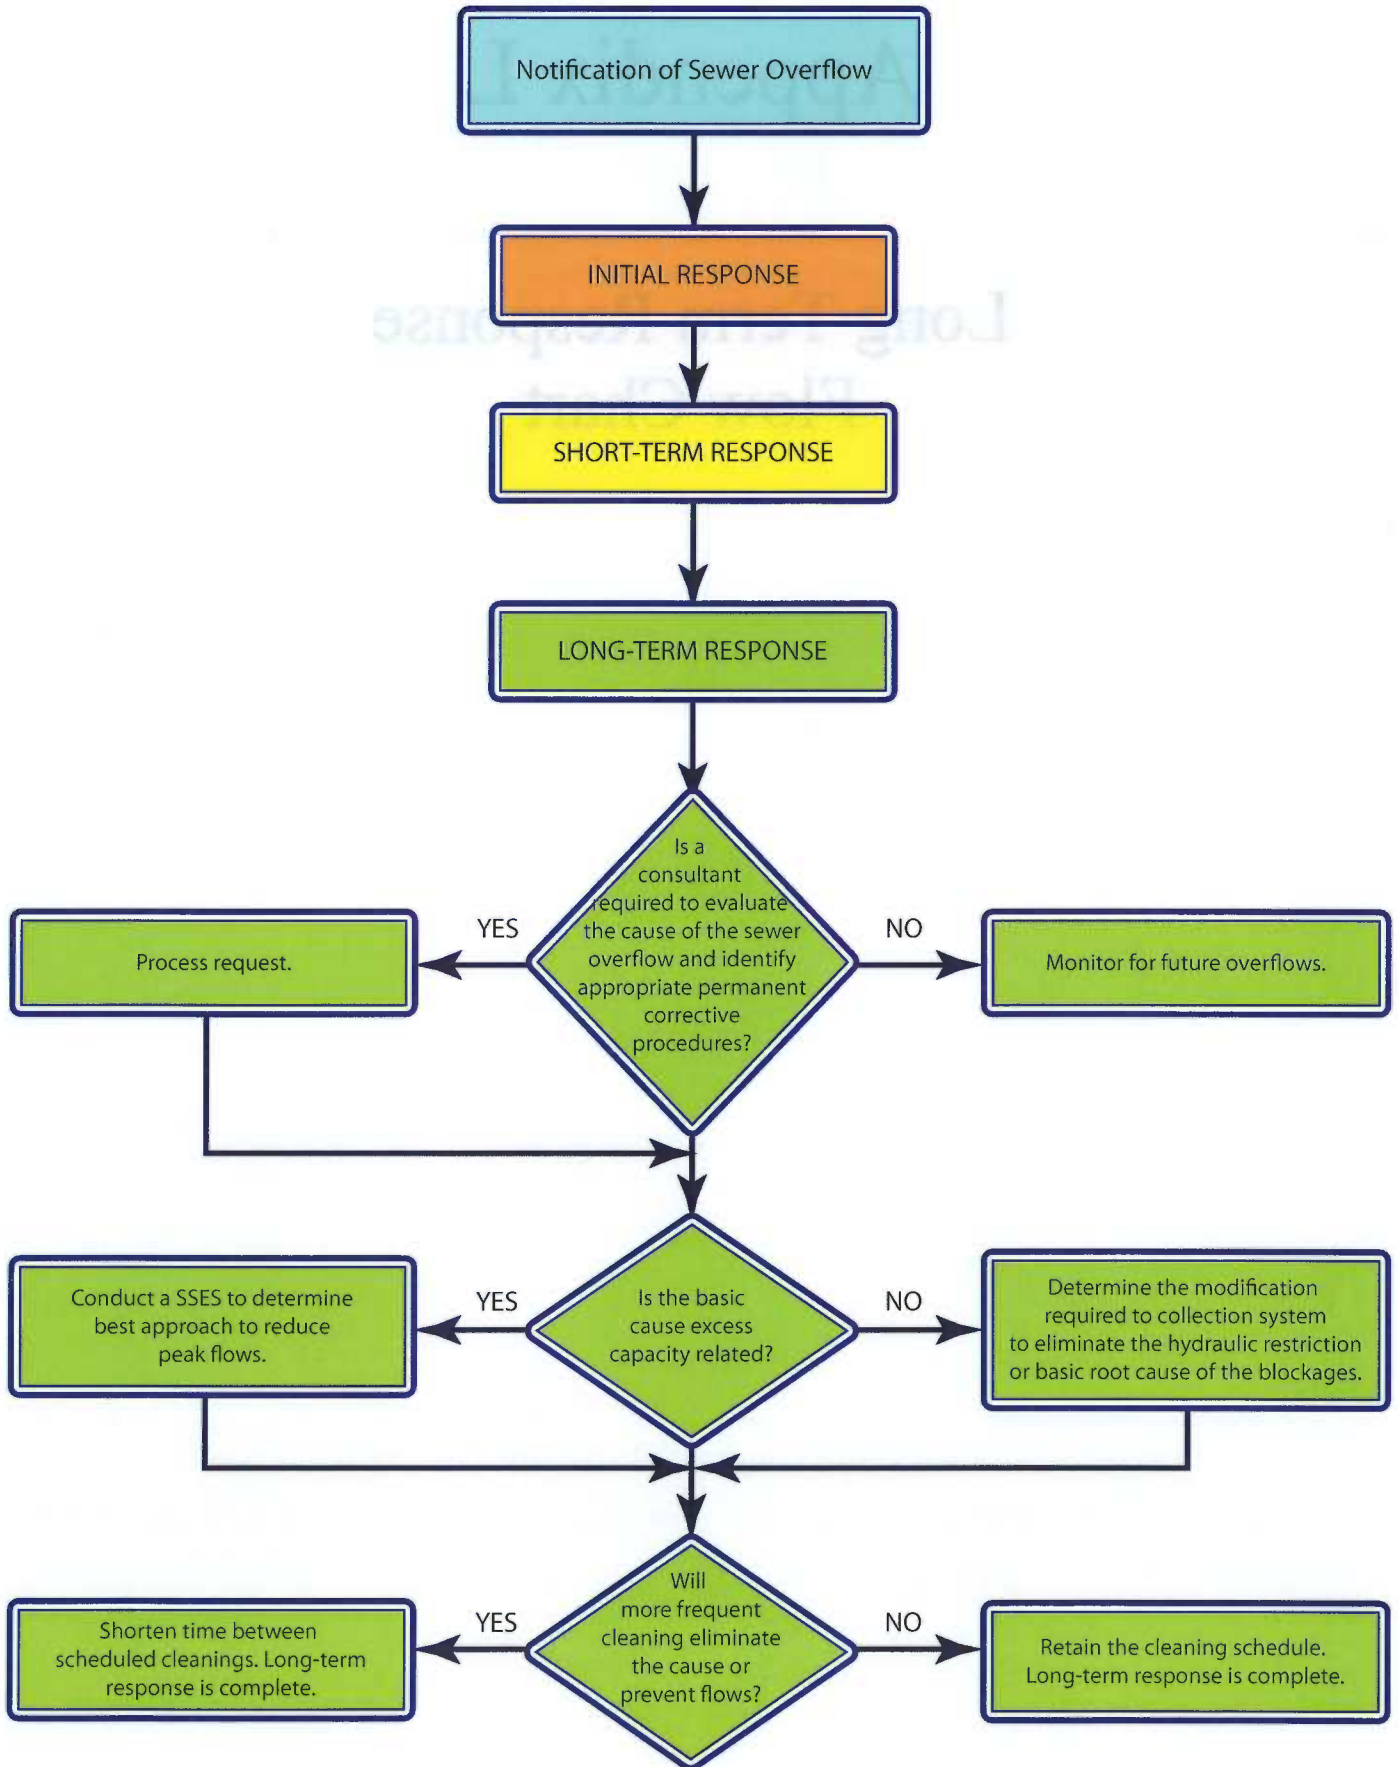 Notification of Sewer Overflow
INITIAL RESPONSE
SHORT-TERM RESPONSE
LONG-TERM RESPONSE
Is a
consultant
required to evaluate
the cause of the sewer
overflow and identify
appropriate permanent
corrective
procedures?
YES
NO
Process request.
Monitor for future overflows.
Is the basic
cause excess
capacity related?
YES
NO
Conduct a SSES to determine
best approach to reduce
peak flows.
Determine the modification
required to collection system
to eliminate the hydraulic restriction
or basic root cause of the blockages.
Will
more frequent
cleaning eliminate
the cause or
prevent flows?
YES
NO
Shorten time between
scheduled cleanings. Long-term
response is complete.
Retain the cleaning schedule.
Long-term response is complete.